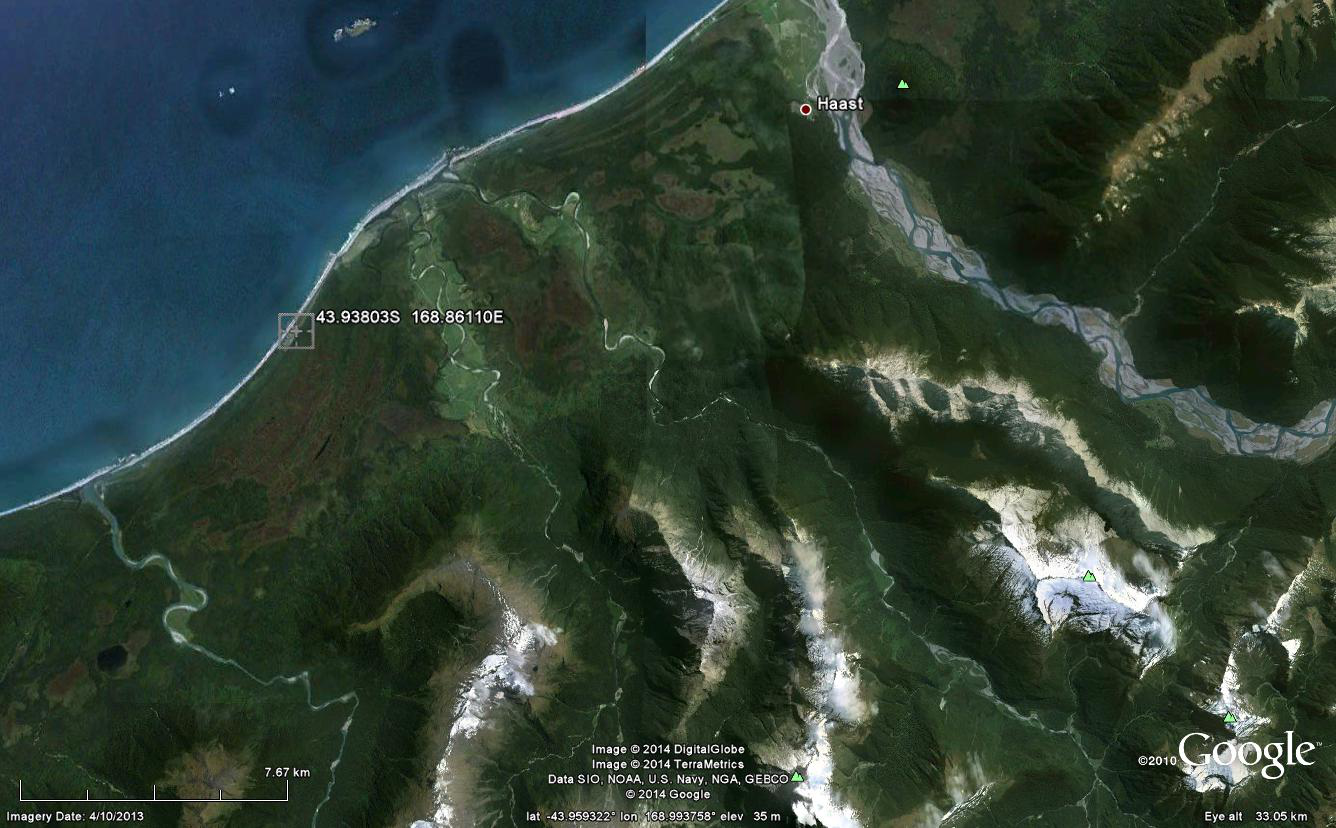 Haast
43.93803S 168.86110E
Image © 2014 DigitalGlobe
Image © 2014 TerraMetrics
Data SIO, NOAA, U.S. Navy, NGA, GEBCO
© 2014 Google
©2010 Google™
7.67 km
Imagery Date: 4/10/2013
lat -43.959322° lon 168.993758° elev 35 m
Eye alt 33.05 km